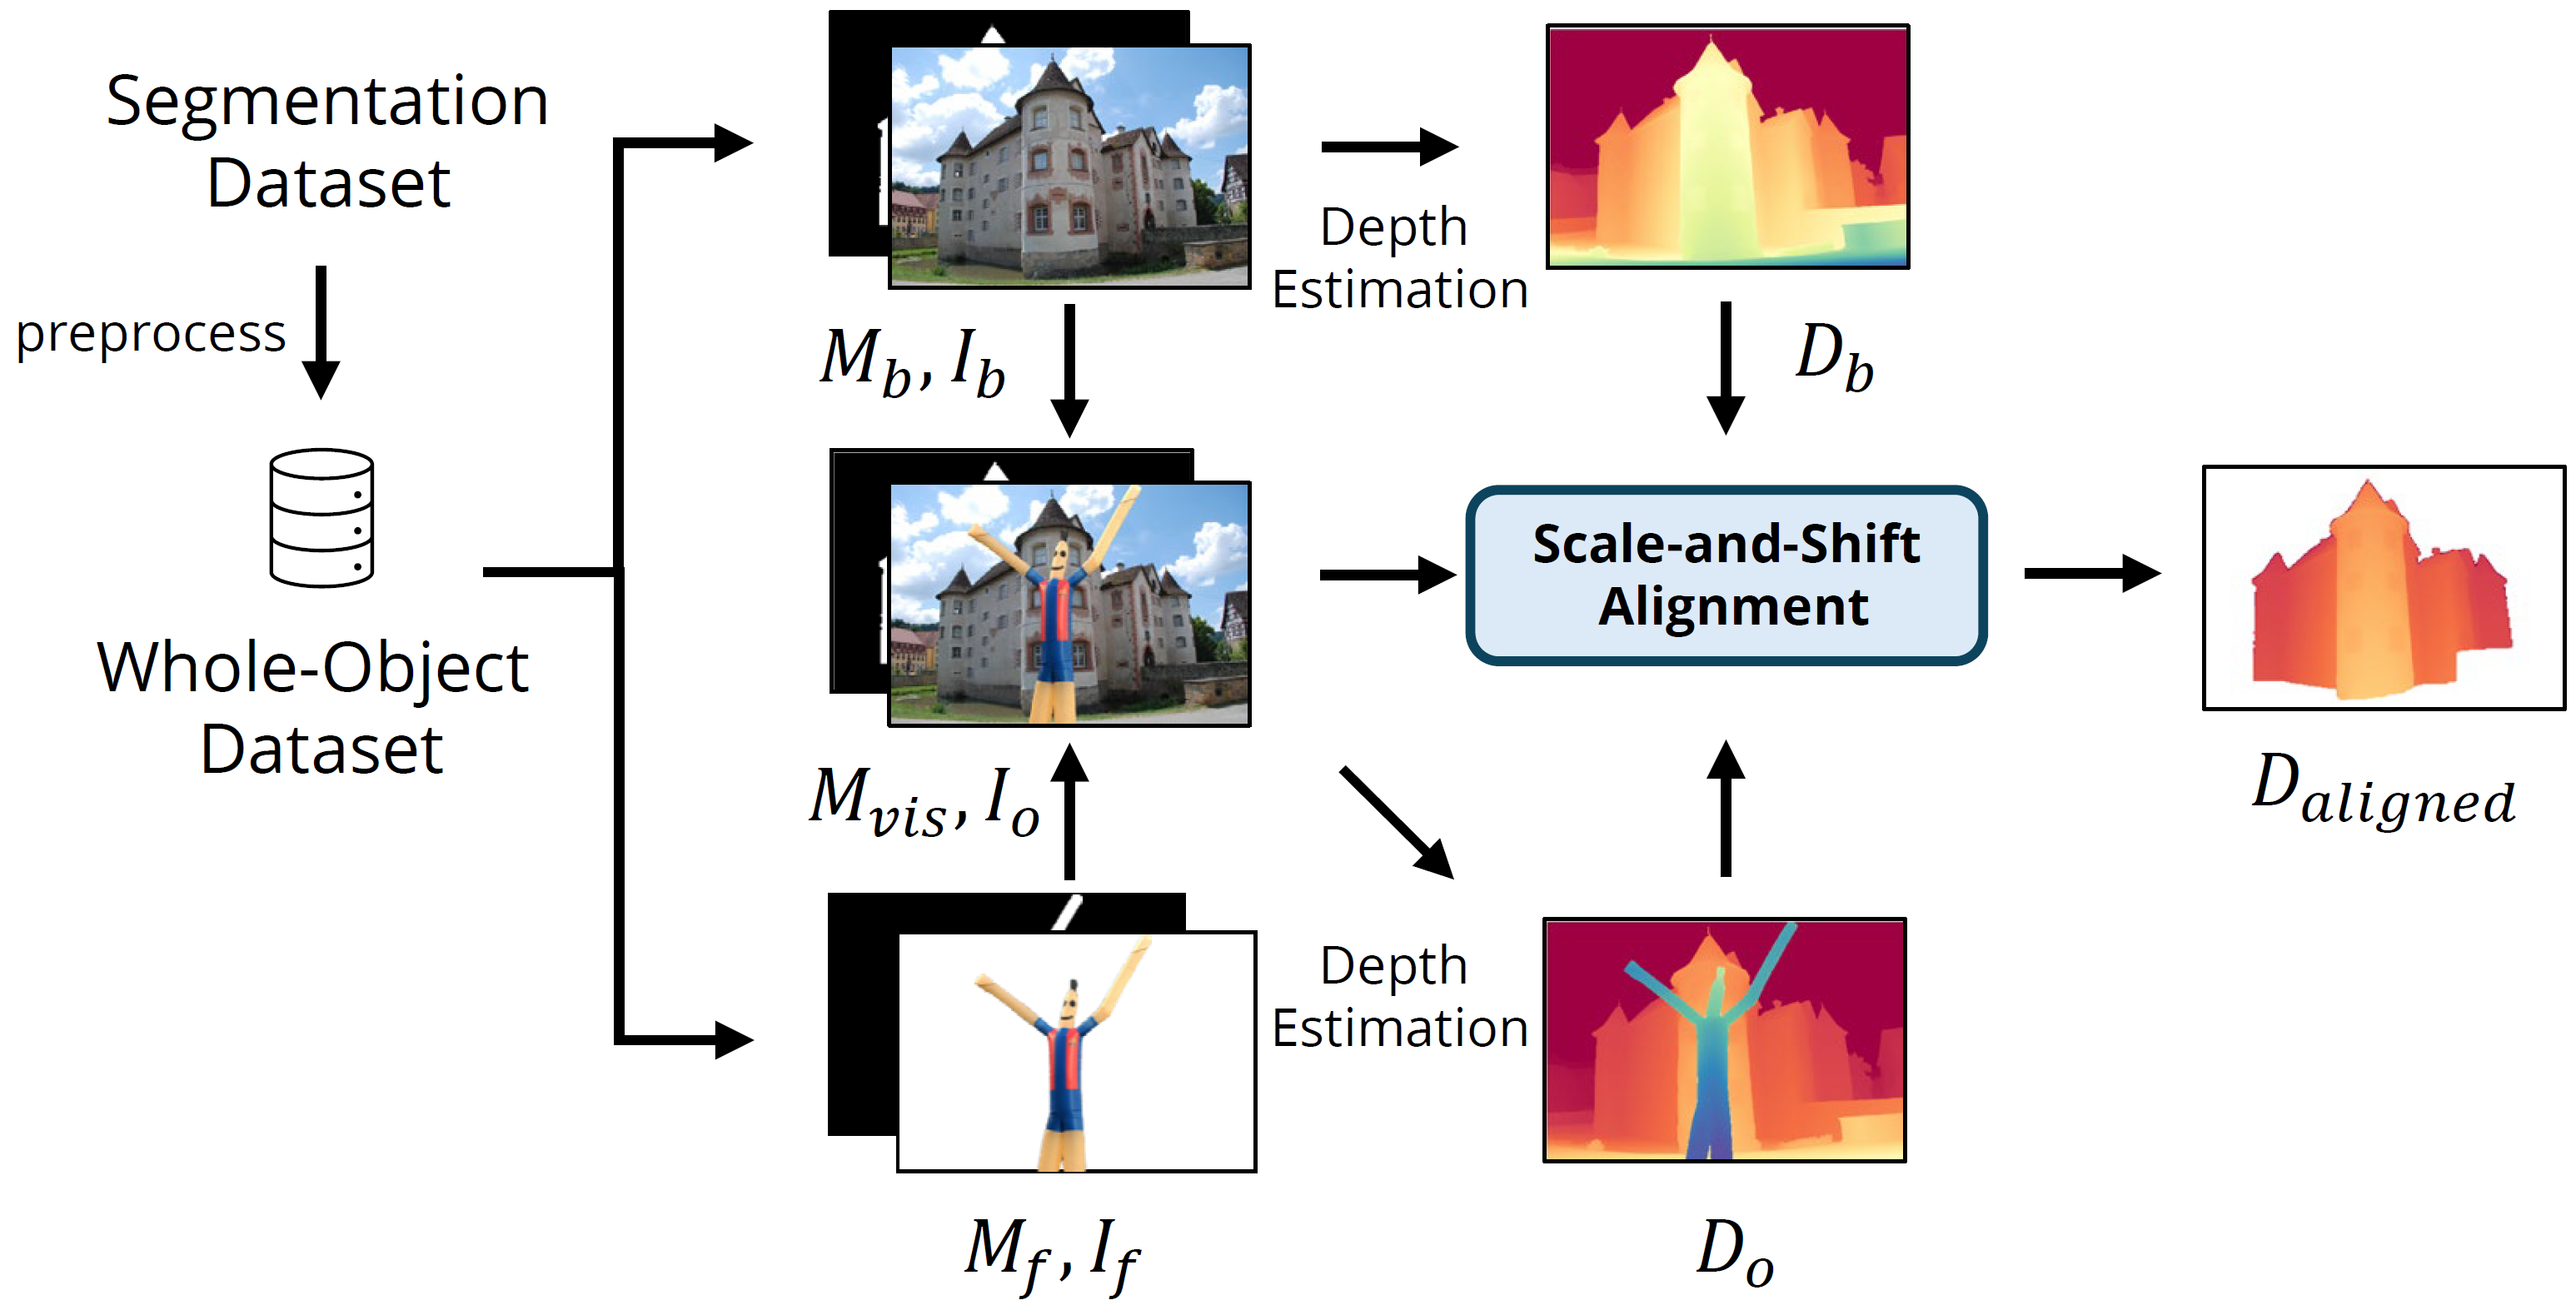 Segmentation
Dataset
preprocess
Whole-Object
Dataset
M_b, I_b
Depth
Estimation
D_b
M_{vis}, I_o
Scale-and-Shift
Alignment
D_{aligned}
Depth
Estimation
M_f, I_f
D_o